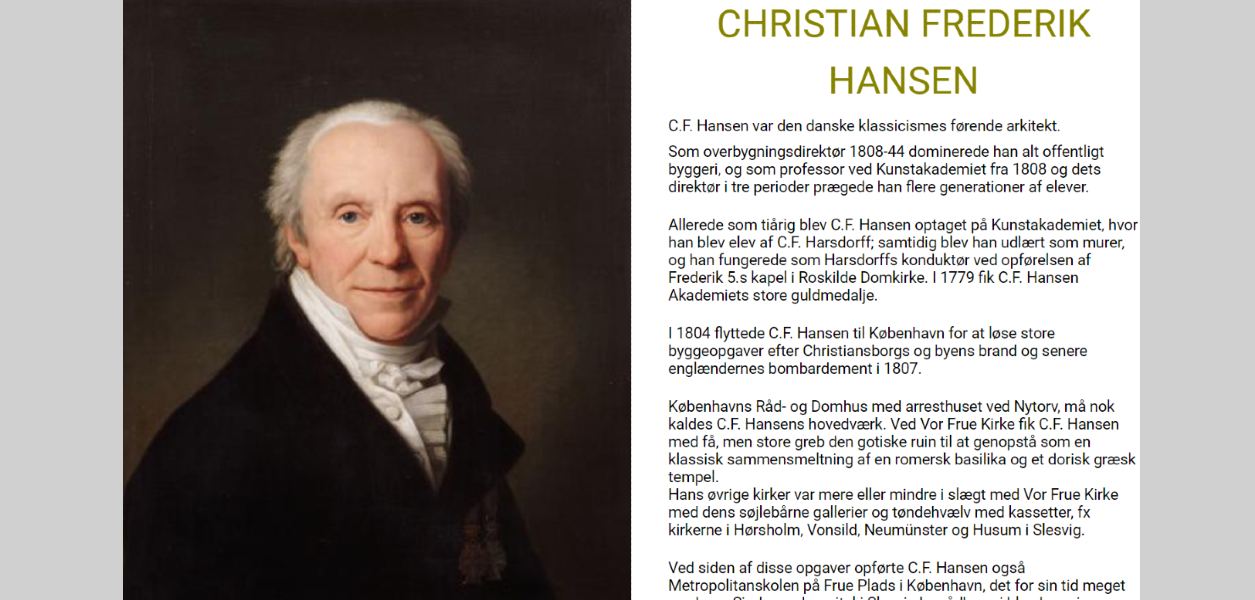 CHRISTIAN FREDERIK
HANSEN
C.F. Hansen var den danske klassicismes førende arkitekt.
Som overbygningsdirektør 1808-44 dominerede han alt offentligt
byggeri, og som professor ved Kunstakademiet fra 1808 og dets
direktør i tre perioder prægede han flere generationer af elever.
Allerede som tiårig blev C.F. Hansen optaget på Kunstakademiet, hvor
han blev elev af C.F. Harsdorff; samtidig blev han udlært som murer,
og han fungerede som Harsdorffs konduktør ved opførelsen af
Frederik 5.s kapel i Roskilde Domkirke. I 1779 fik C.F. Hansen
Akademiets store guldmedalje.
I 1804 flyttede C.F. Hansen til København for at løse store
byggeopgaver efter Christiansborgs og byens brand og senere
englændernes bombardement i 1807.
Københavns Råd- og Domhus med arresthuset ved Nytorv, må nok
kaldes C.F. Hansens hovedværk. Ved Vor Frue Kirke fik C.F. Hansen
med få, men store greb den gotiske ruin til at genopstå som en
klassisk sammensmeltning af en romersk basilika og et dorisk græsk
tempel.
Hans øvrige kirker var mere eller mindre i slægt med Vor Frue Kirke
med dens søjlebårne gallerier og tøndehvælv med kassetter, fx
kirkerne i Hørsholm, Vonsild, Neumünster og Husum i Slesvig.
Ved siden af disse opgaver opførte C.F. Hansen også
Metropolitanskolen på Frue Plads i København, det for sin tid meget